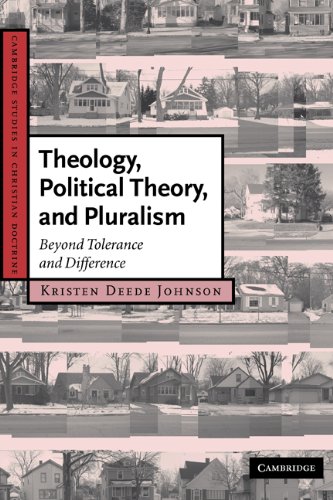 CAMBRIDGE STUDIES IN CHRISTIAN DOCTRINE
Theology,
Political Theory,
and Pluralism
Beyond Tolerance
and Difference
KRISTEN DEEDE JOHNSON
CAMBRIDGE